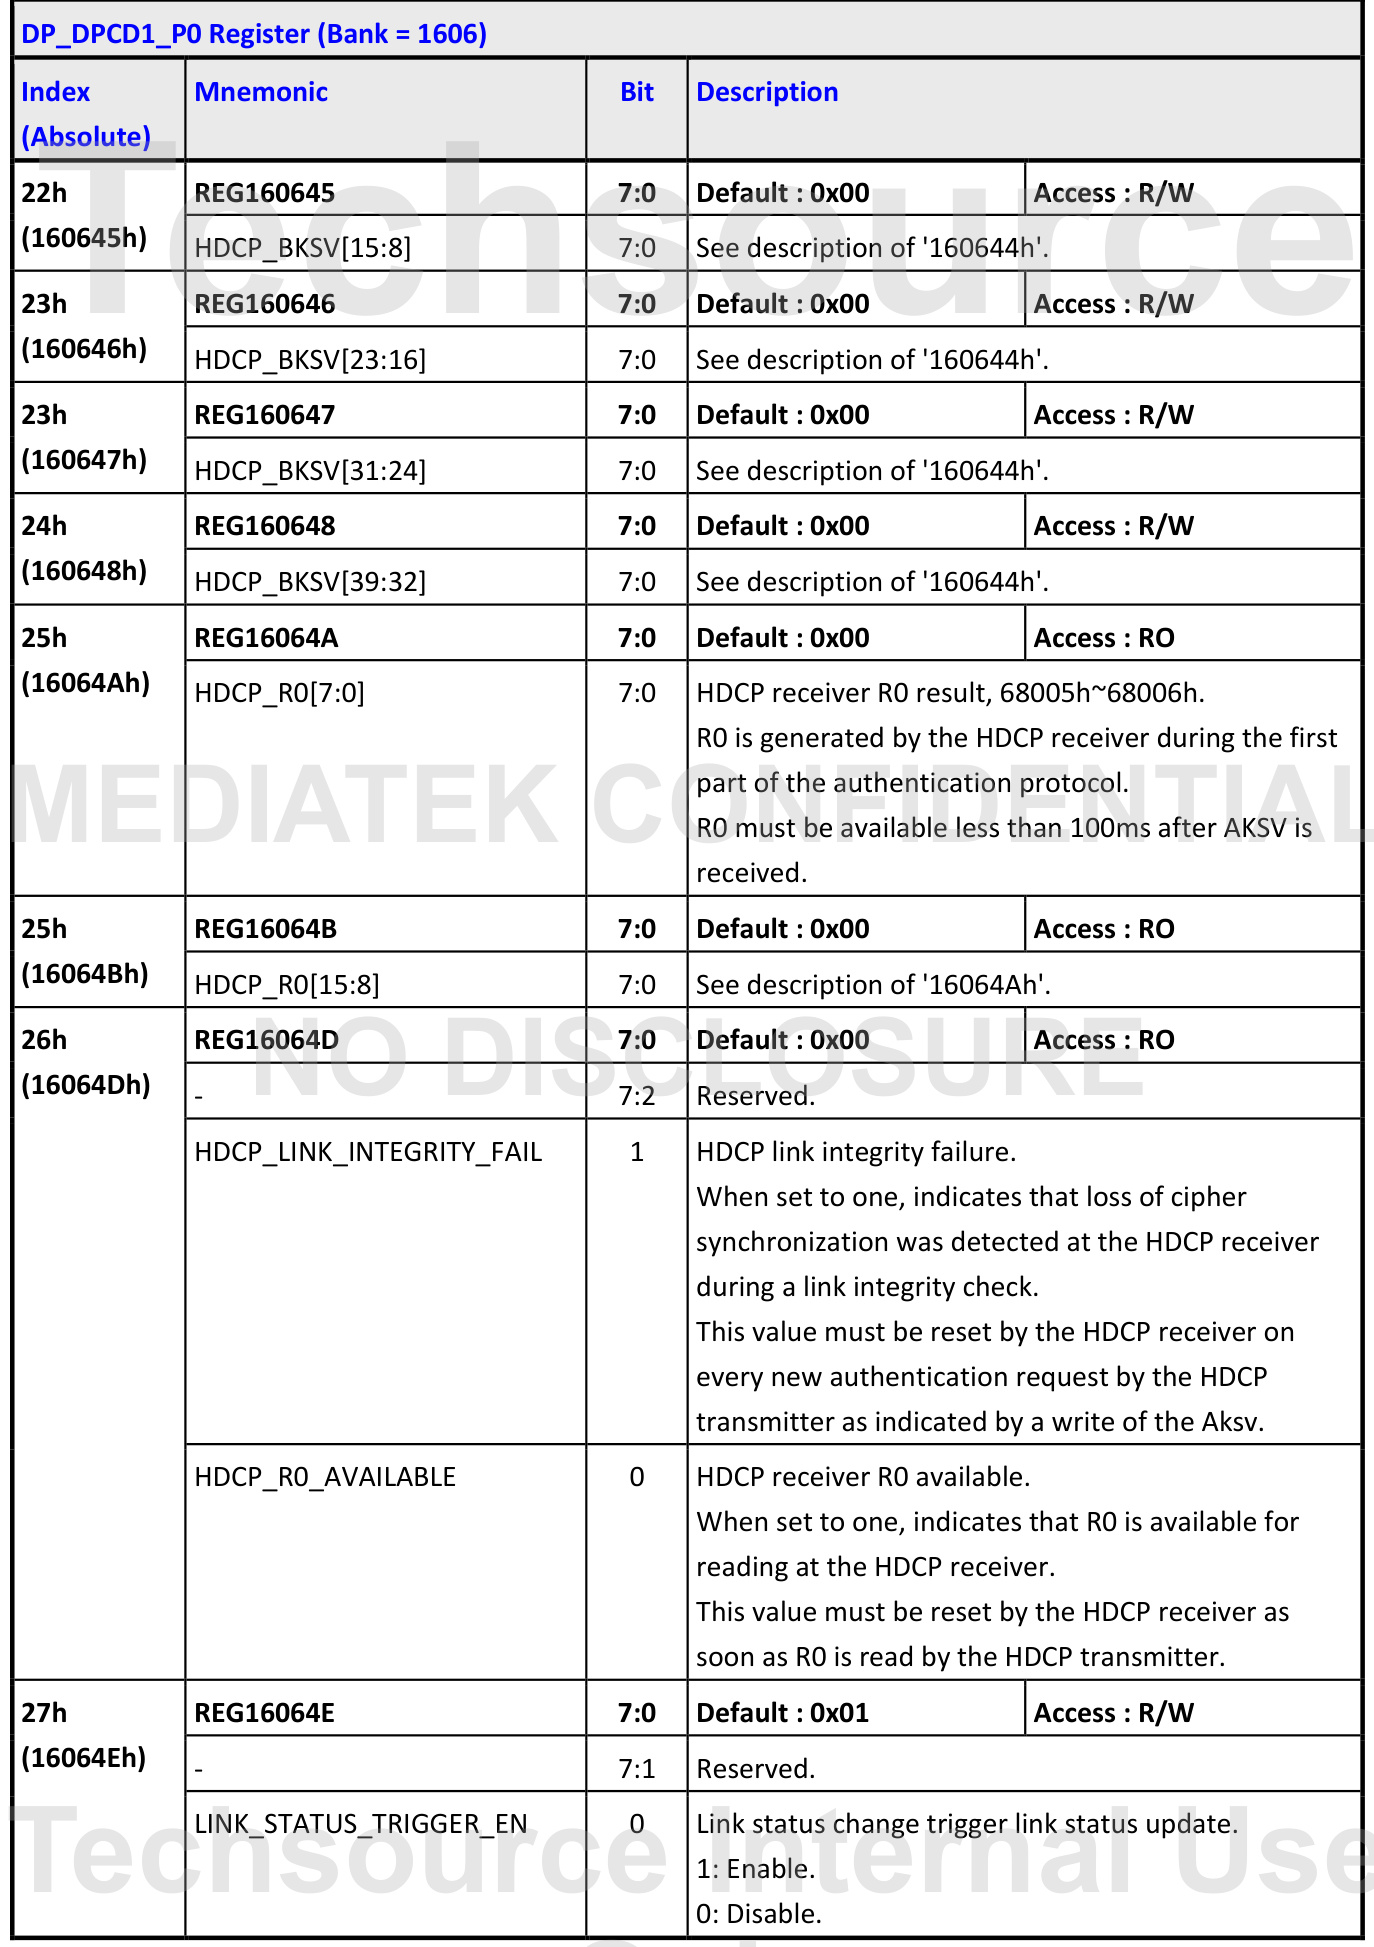 DP_DPCD1_P0 Register (Bank = 1606)
Index (Absolute) Mnemonic Bit Description
22h (160645h) REG160645 7:0 Default : 0x00 Access : R/W
HDCP_BKSV[15:8] 7:0 See description of '160644h'.
23h (160646h) REG160646 7:0 Default : 0x00 Access : R/W
HDCP_BKSV[23:16] 7:0 See description of '160644h'.
23h (160647h) REG160647 7:0 Default : 0x00 Access : R/W
HDCP_BKSV[31:24] 7:0 See description of '160644h'.
24h (160648h) REG160648 7:0 Default : 0x00 Access : R/W
HDCP_BKSV[39:32] 7:0 See description of '160644h'.
25h (16064Ah) REG16064A 7:0 Default : 0x00 Access : RO
HDCP_R0[7:0] 7:0 HDCP receiver R0 result, 68005h~68006h.
R0 is generated by the HDCP receiver during the first
part of the authentication protocol.
R0 must be available less than 100ms after AKSV is
received.
25h (16064Bh) REG16064B 7:0 Default : 0x00 Access : RO
HDCP_R0[15:8] 7:0 See description of '16064Ah'.
26h (16064Dh) REG16064D 7:0 Default : 0x00 Access : RO
- 7:2 Reserved.
HDCP_LINK_INTEGRITY_FAIL 1 HDCP link integrity failure.
When set to one, indicates that loss of cipher
synchronization was detected at the HDCP receiver
during a link integrity check.
This value must be reset by the HDCP receiver on
every new authentication request by the HDCP
transmitter as indicated by a write of the Aksv.
HDCP_R0_AVAILABLE 0 HDCP receiver R0 available.
When set to one, indicates that R0 is available for
reading at the HDCP receiver.
This value must be reset by the HDCP receiver as
soon as R0 is read by the HDCP transmitter.
27h (16064Eh) REG16064E 7:0 Default : 0x01 Access : R/W
- 7:1 Reserved.
LINK_STATUS_TRIGGER_EN 0 Link status change trigger link status update.
1: Enable.
0: Disable.
Techsource
MEDIATEK CONFIDENTIAL
NO DISCLOSURE
Techsource Internal Use